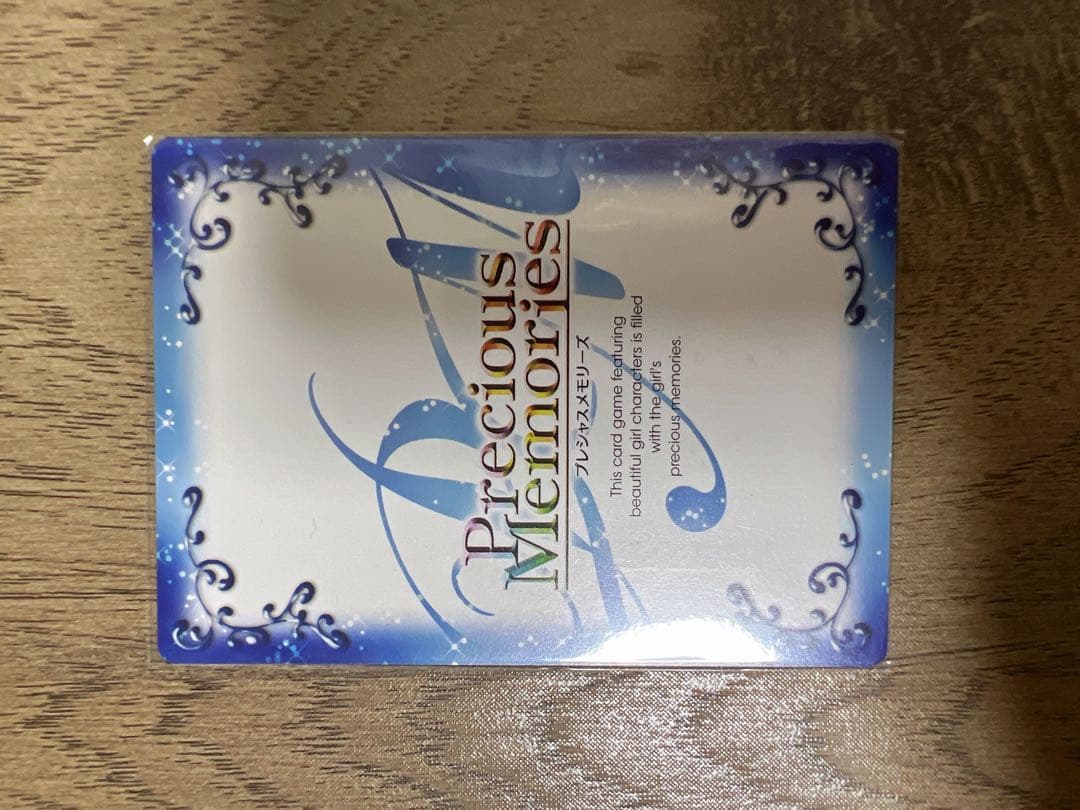 Precious
Memories
プレシャスメモリーズ
This card game featuring
beautiful girl characters is filled
with the girl's
precious memories.